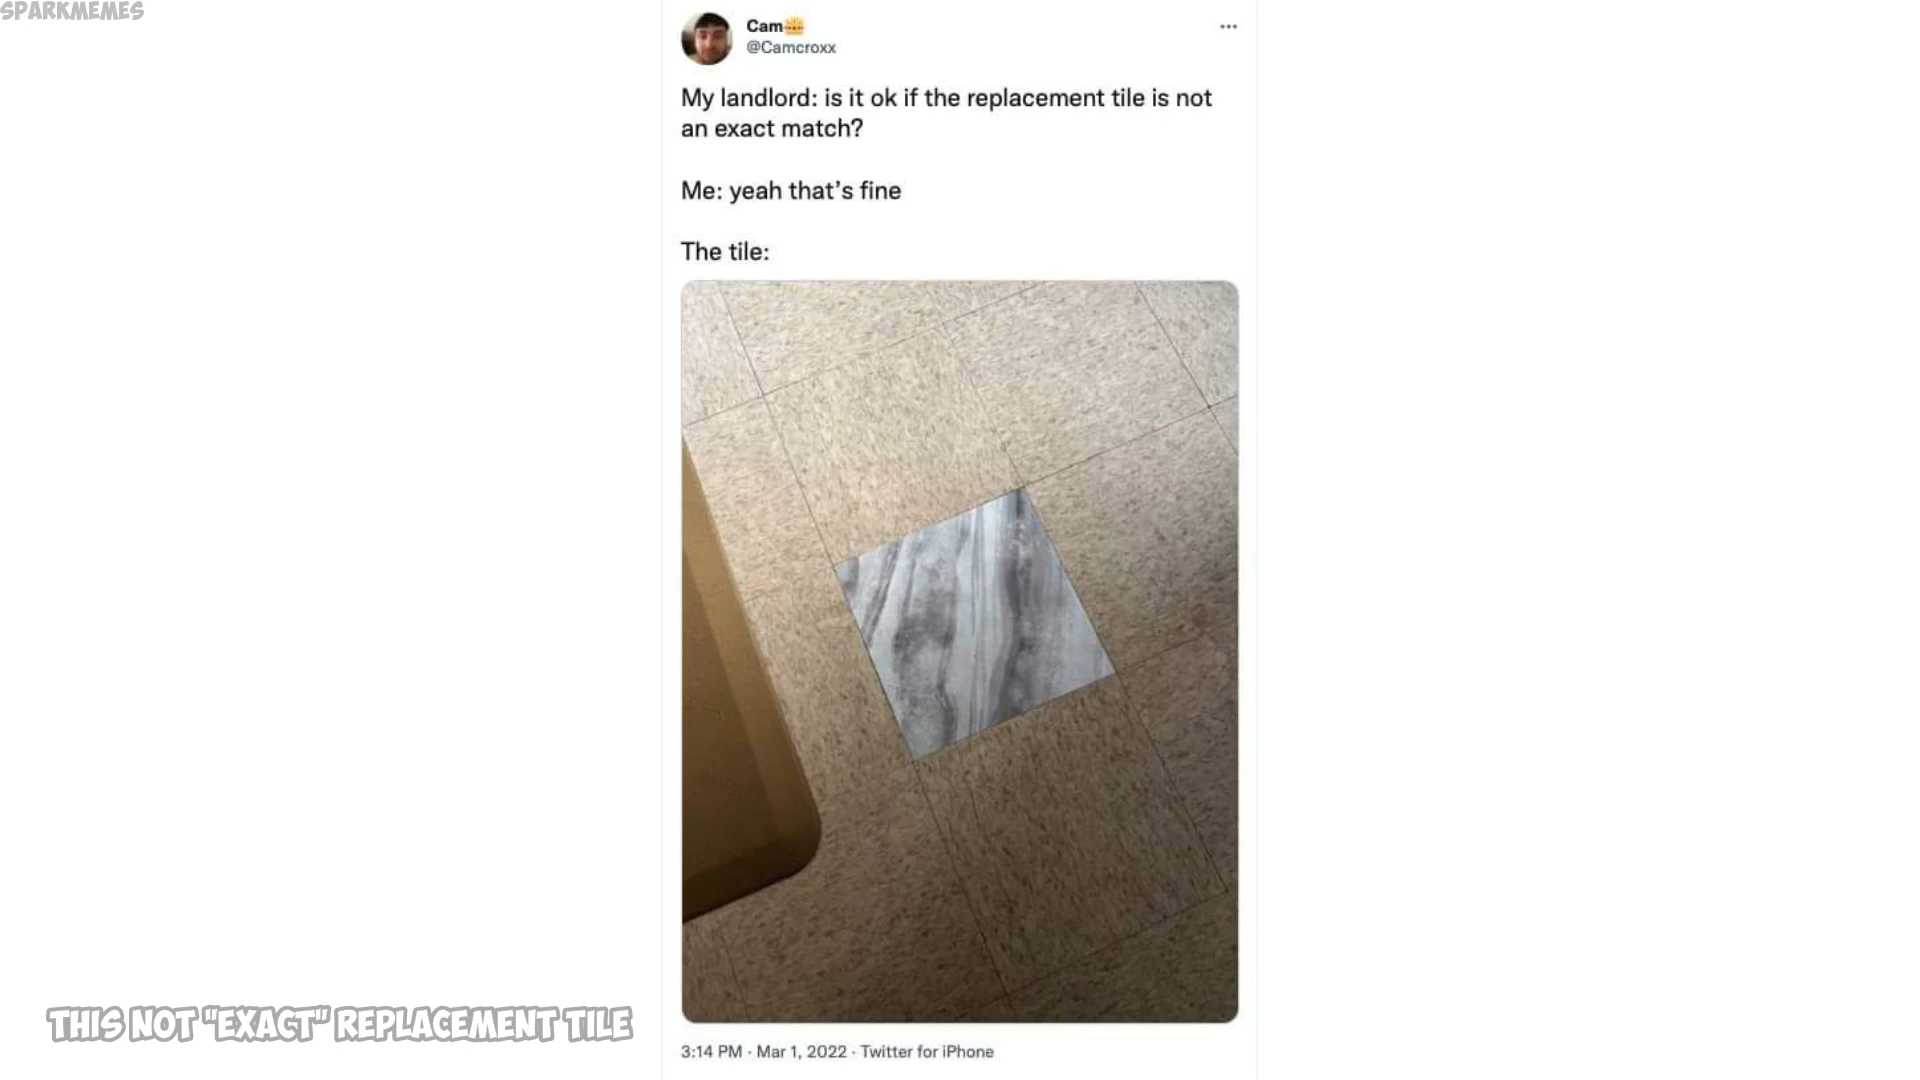 SPARKMEMES
Cam
@Camcroxx
My landlord: is it ok if the replacement tile is not
an exact match?
Me: yeah that's fine
The tile:
THIS NOT "EXACT" REPLACEMENT TILE
3:14 PM · Mar 1, 2022 · Twitter for iPhone